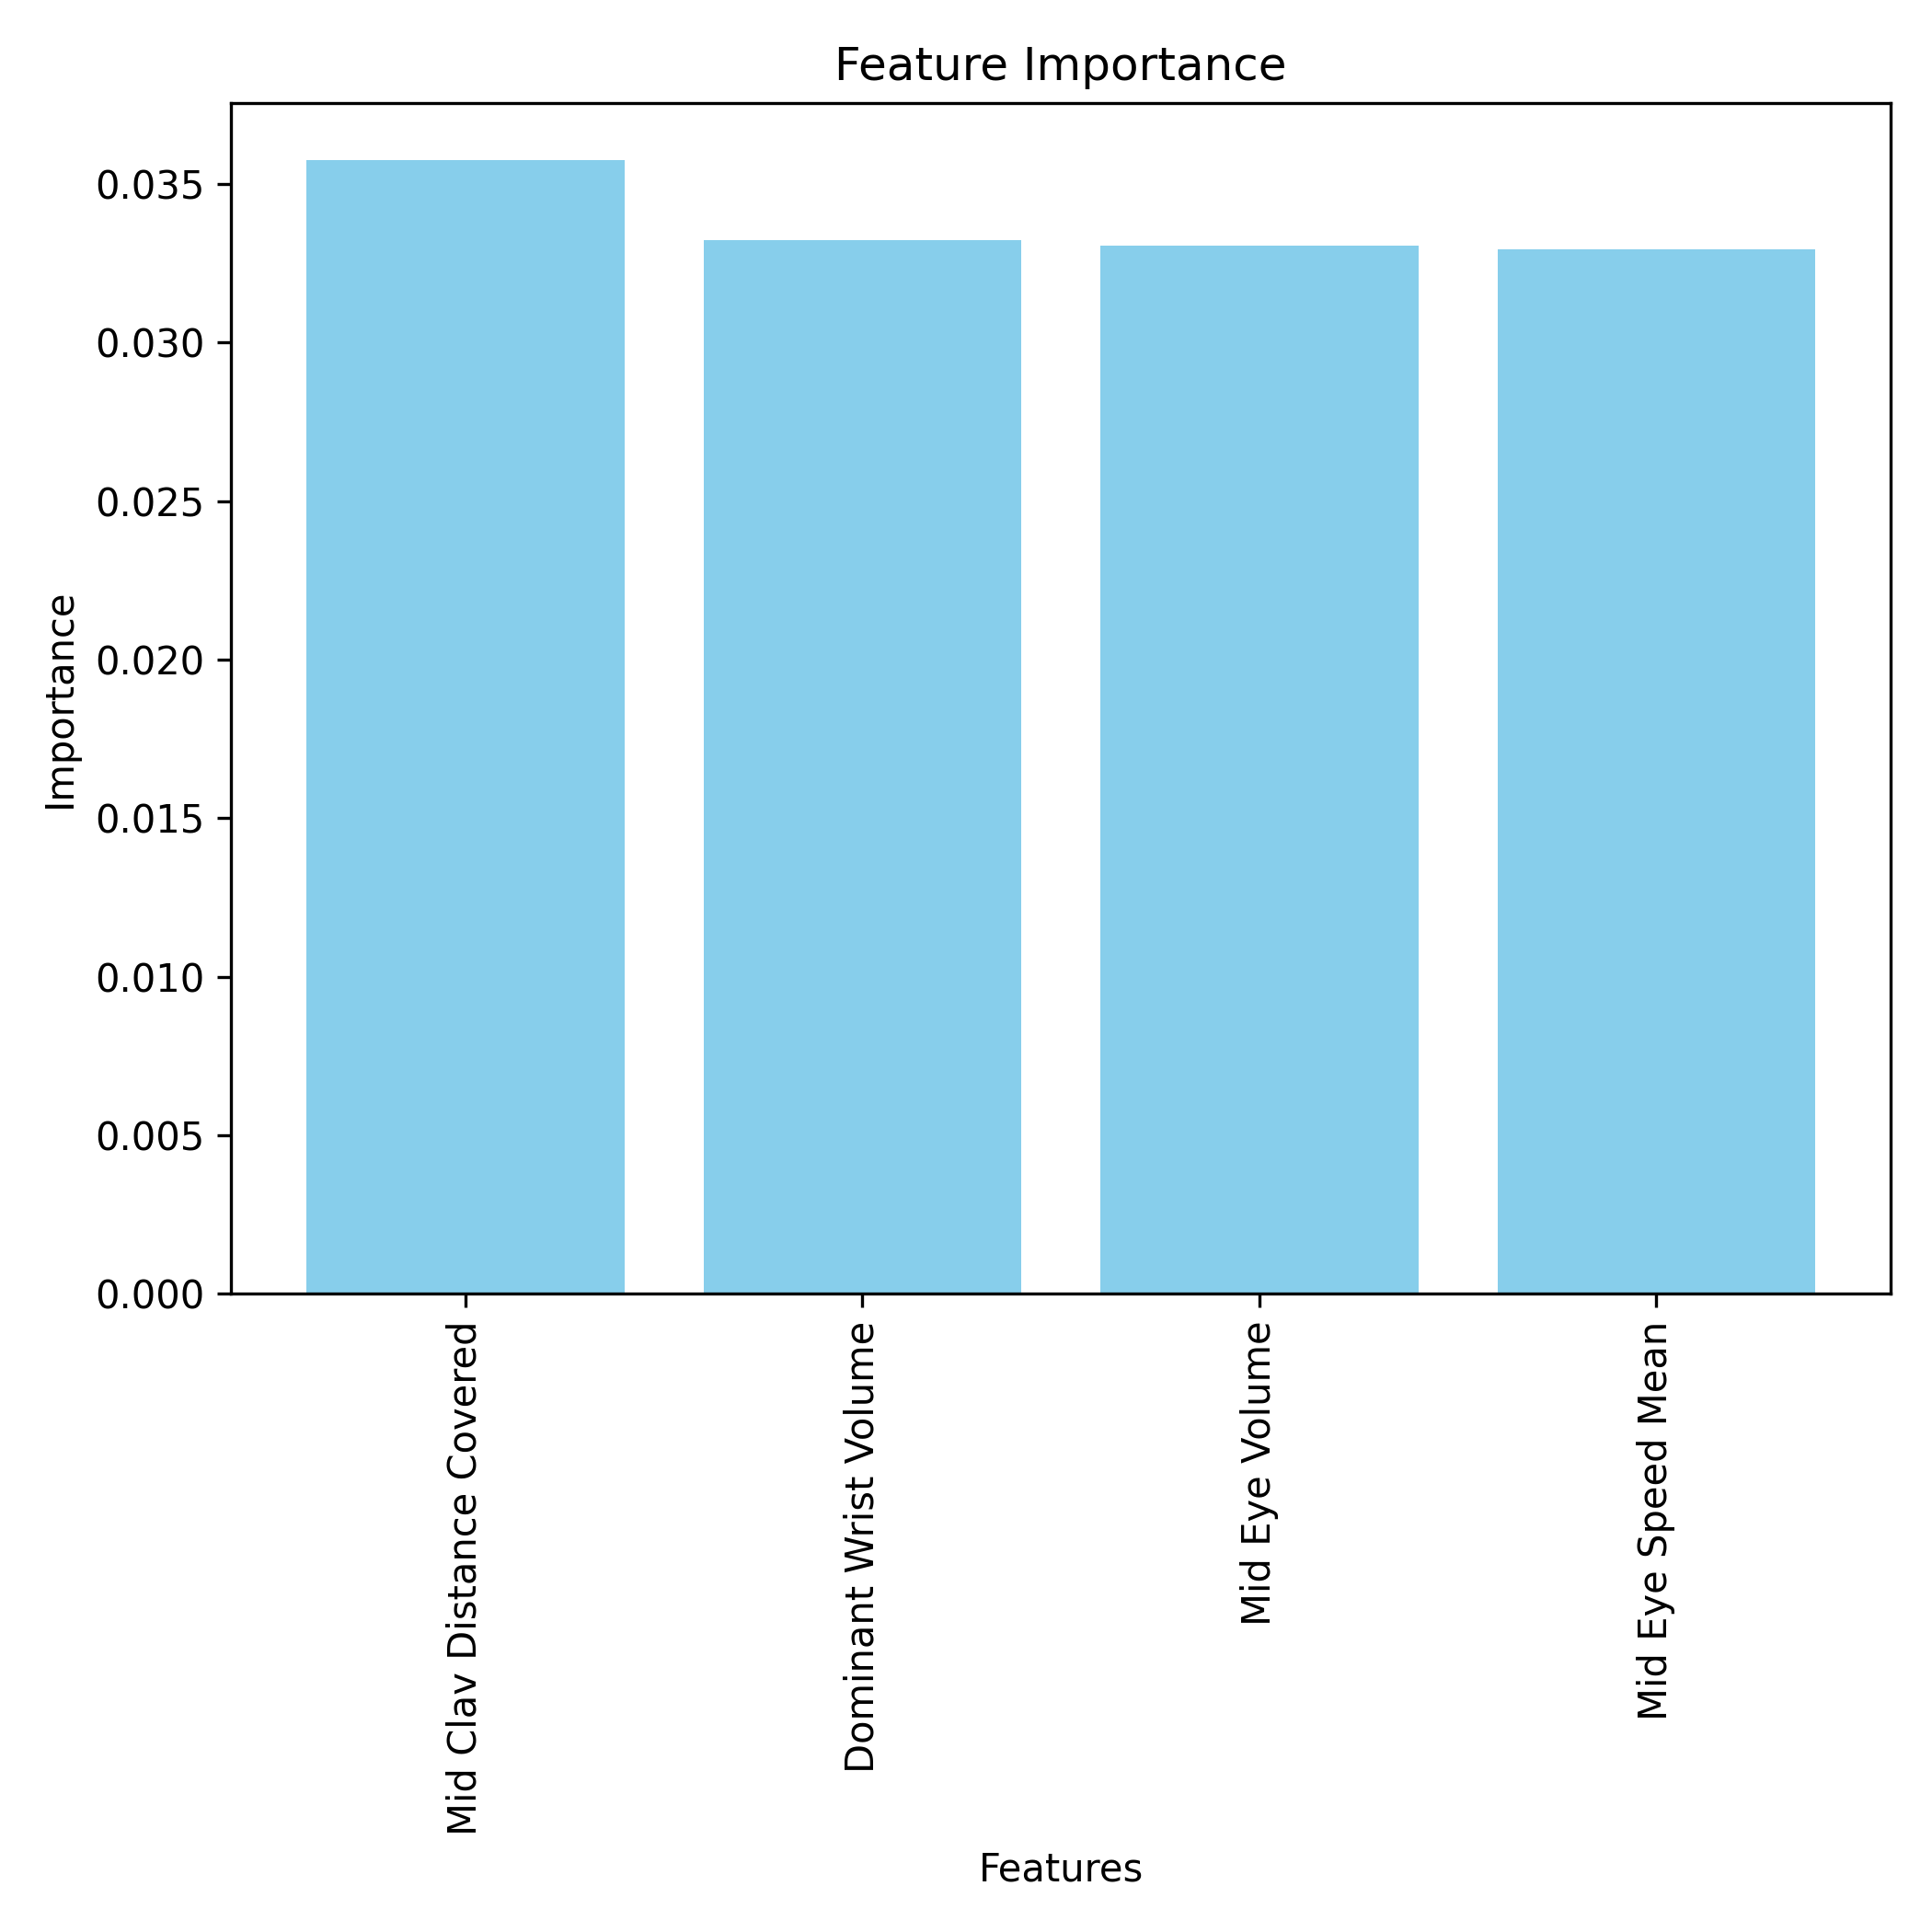 Feature Importance
Importance
0.035
0.030
0.025
0.020
0.015
0.010
0.005
0.000
Mid Clav Distance Covered
Dominant Wrist Volume
Mid Eye Volume
Mid Eye Speed Mean
Features